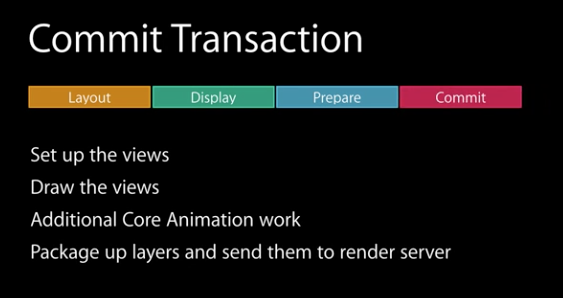 Commit Transaction
Layout Display Prepare Commit
Set up the views
Draw the views
Additional Core Animation work
Package up layers and send them to render server